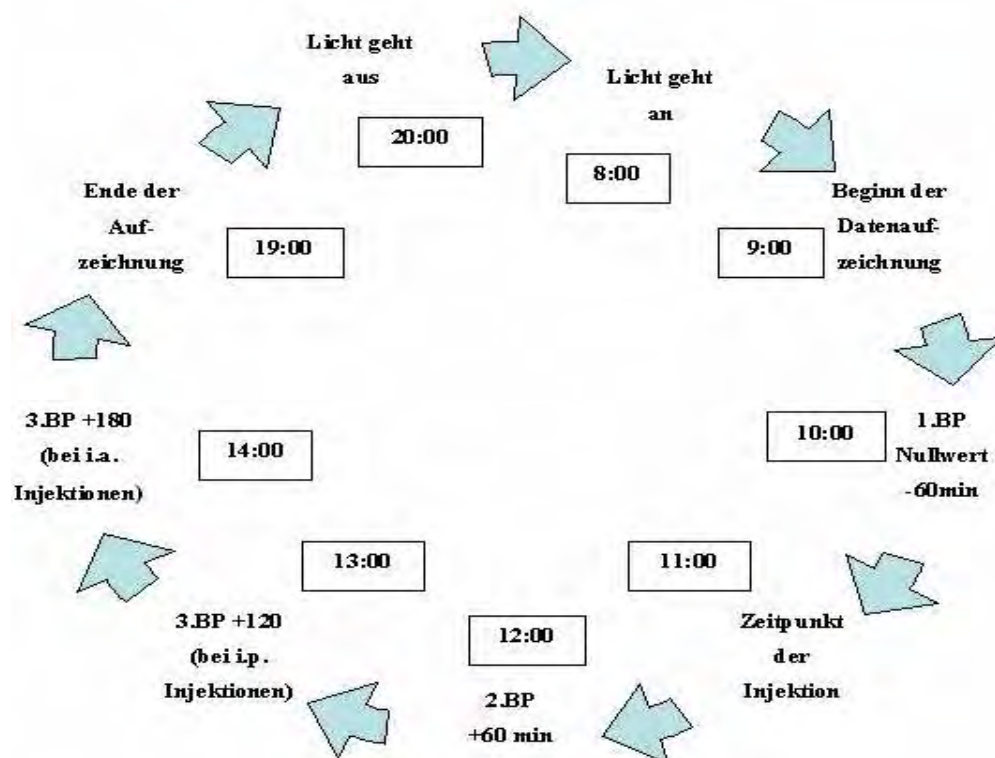 Licht geht
aus
20:00
Licht geht
an
8:00
Beginn der
Datenauf-
zeichnung
9:00
1.BP
Nullwert
-60min
10:00
Zeitpunkt
der
Injektion
11:00
12:00
2.BP
+60 min
13:00
3.BP +120
(bei i.p.
Injektionen)
14:00
3.BP +180
(bei i.a.
Injektionen)
Ende der
Auf-
zeichnung
19:00